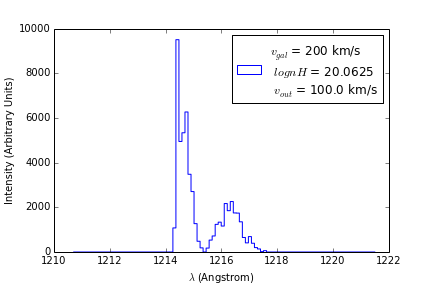 10000
8000
6000
4000
2000
0
Intensity (Arbitrary Units)
v_gal = 200 km/s
lognH = 20.0625
v_out = 100.0 km/s
1210 1212 1214 1216 1218 1220 1222
λ (Angstrom)